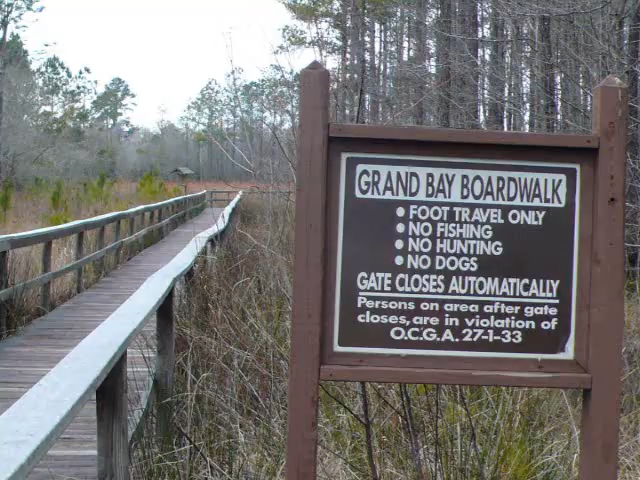 GRAND BAY BOARDWALK
● FOOT TRAVEL ONLY
● NO FISHING
● NO HUNTING
● NO DOGS
GATE CLOSES AUTOMATICALLY
Persons on area after gate
closes, are in violation of
O.C.G.A. 27-1-33